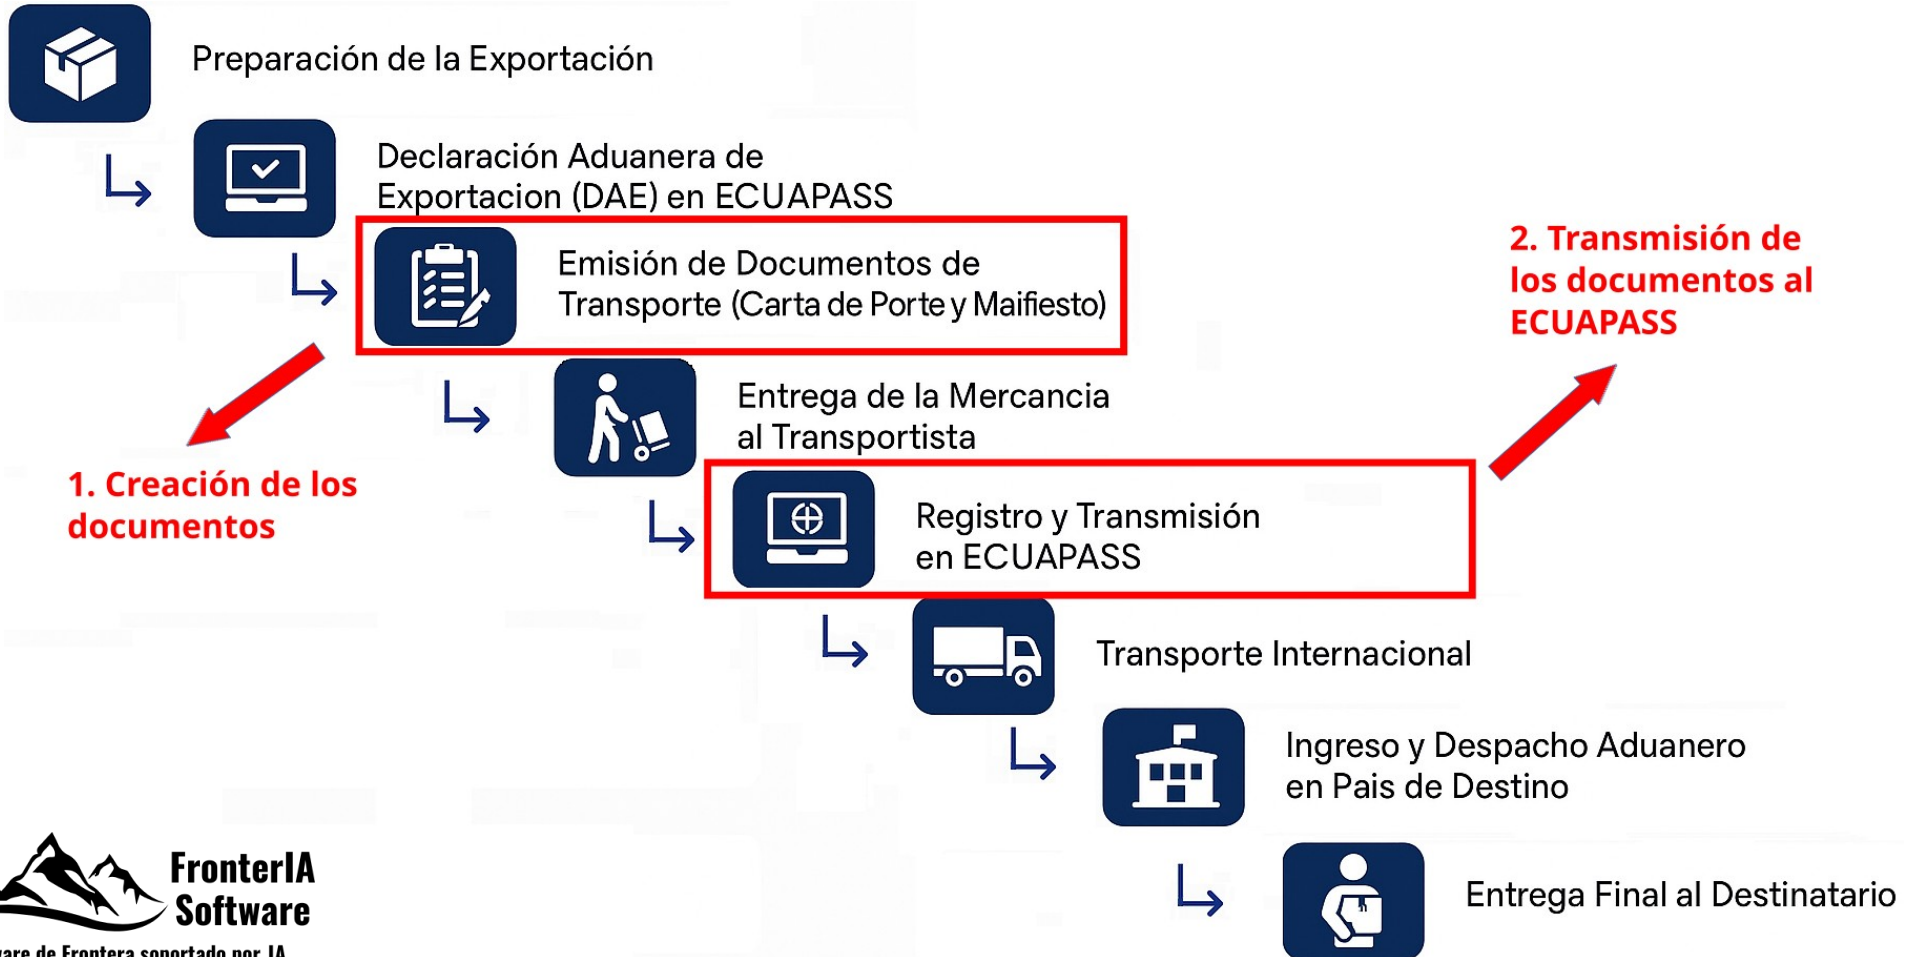 Preparación de la Exportación
Declaración Aduanera de
Exportacion (DAE) en ECUAPASS
Emisión de Documentos de
Transporte (Carta de Porte y Maifiesto)
2. Transmisión de
los documentos al
ECUAPASS
Entrega de la Mercancia
al Transportista
1. Creación de los
documentos
Registro y Transmisión
en ECUAPASS
Transporte Internacional
Ingreso y Despacho Aduanero
en Pais de Destino
Entrega Final al Destinatario
FronterIA
Software
de Frontera soportado por IA